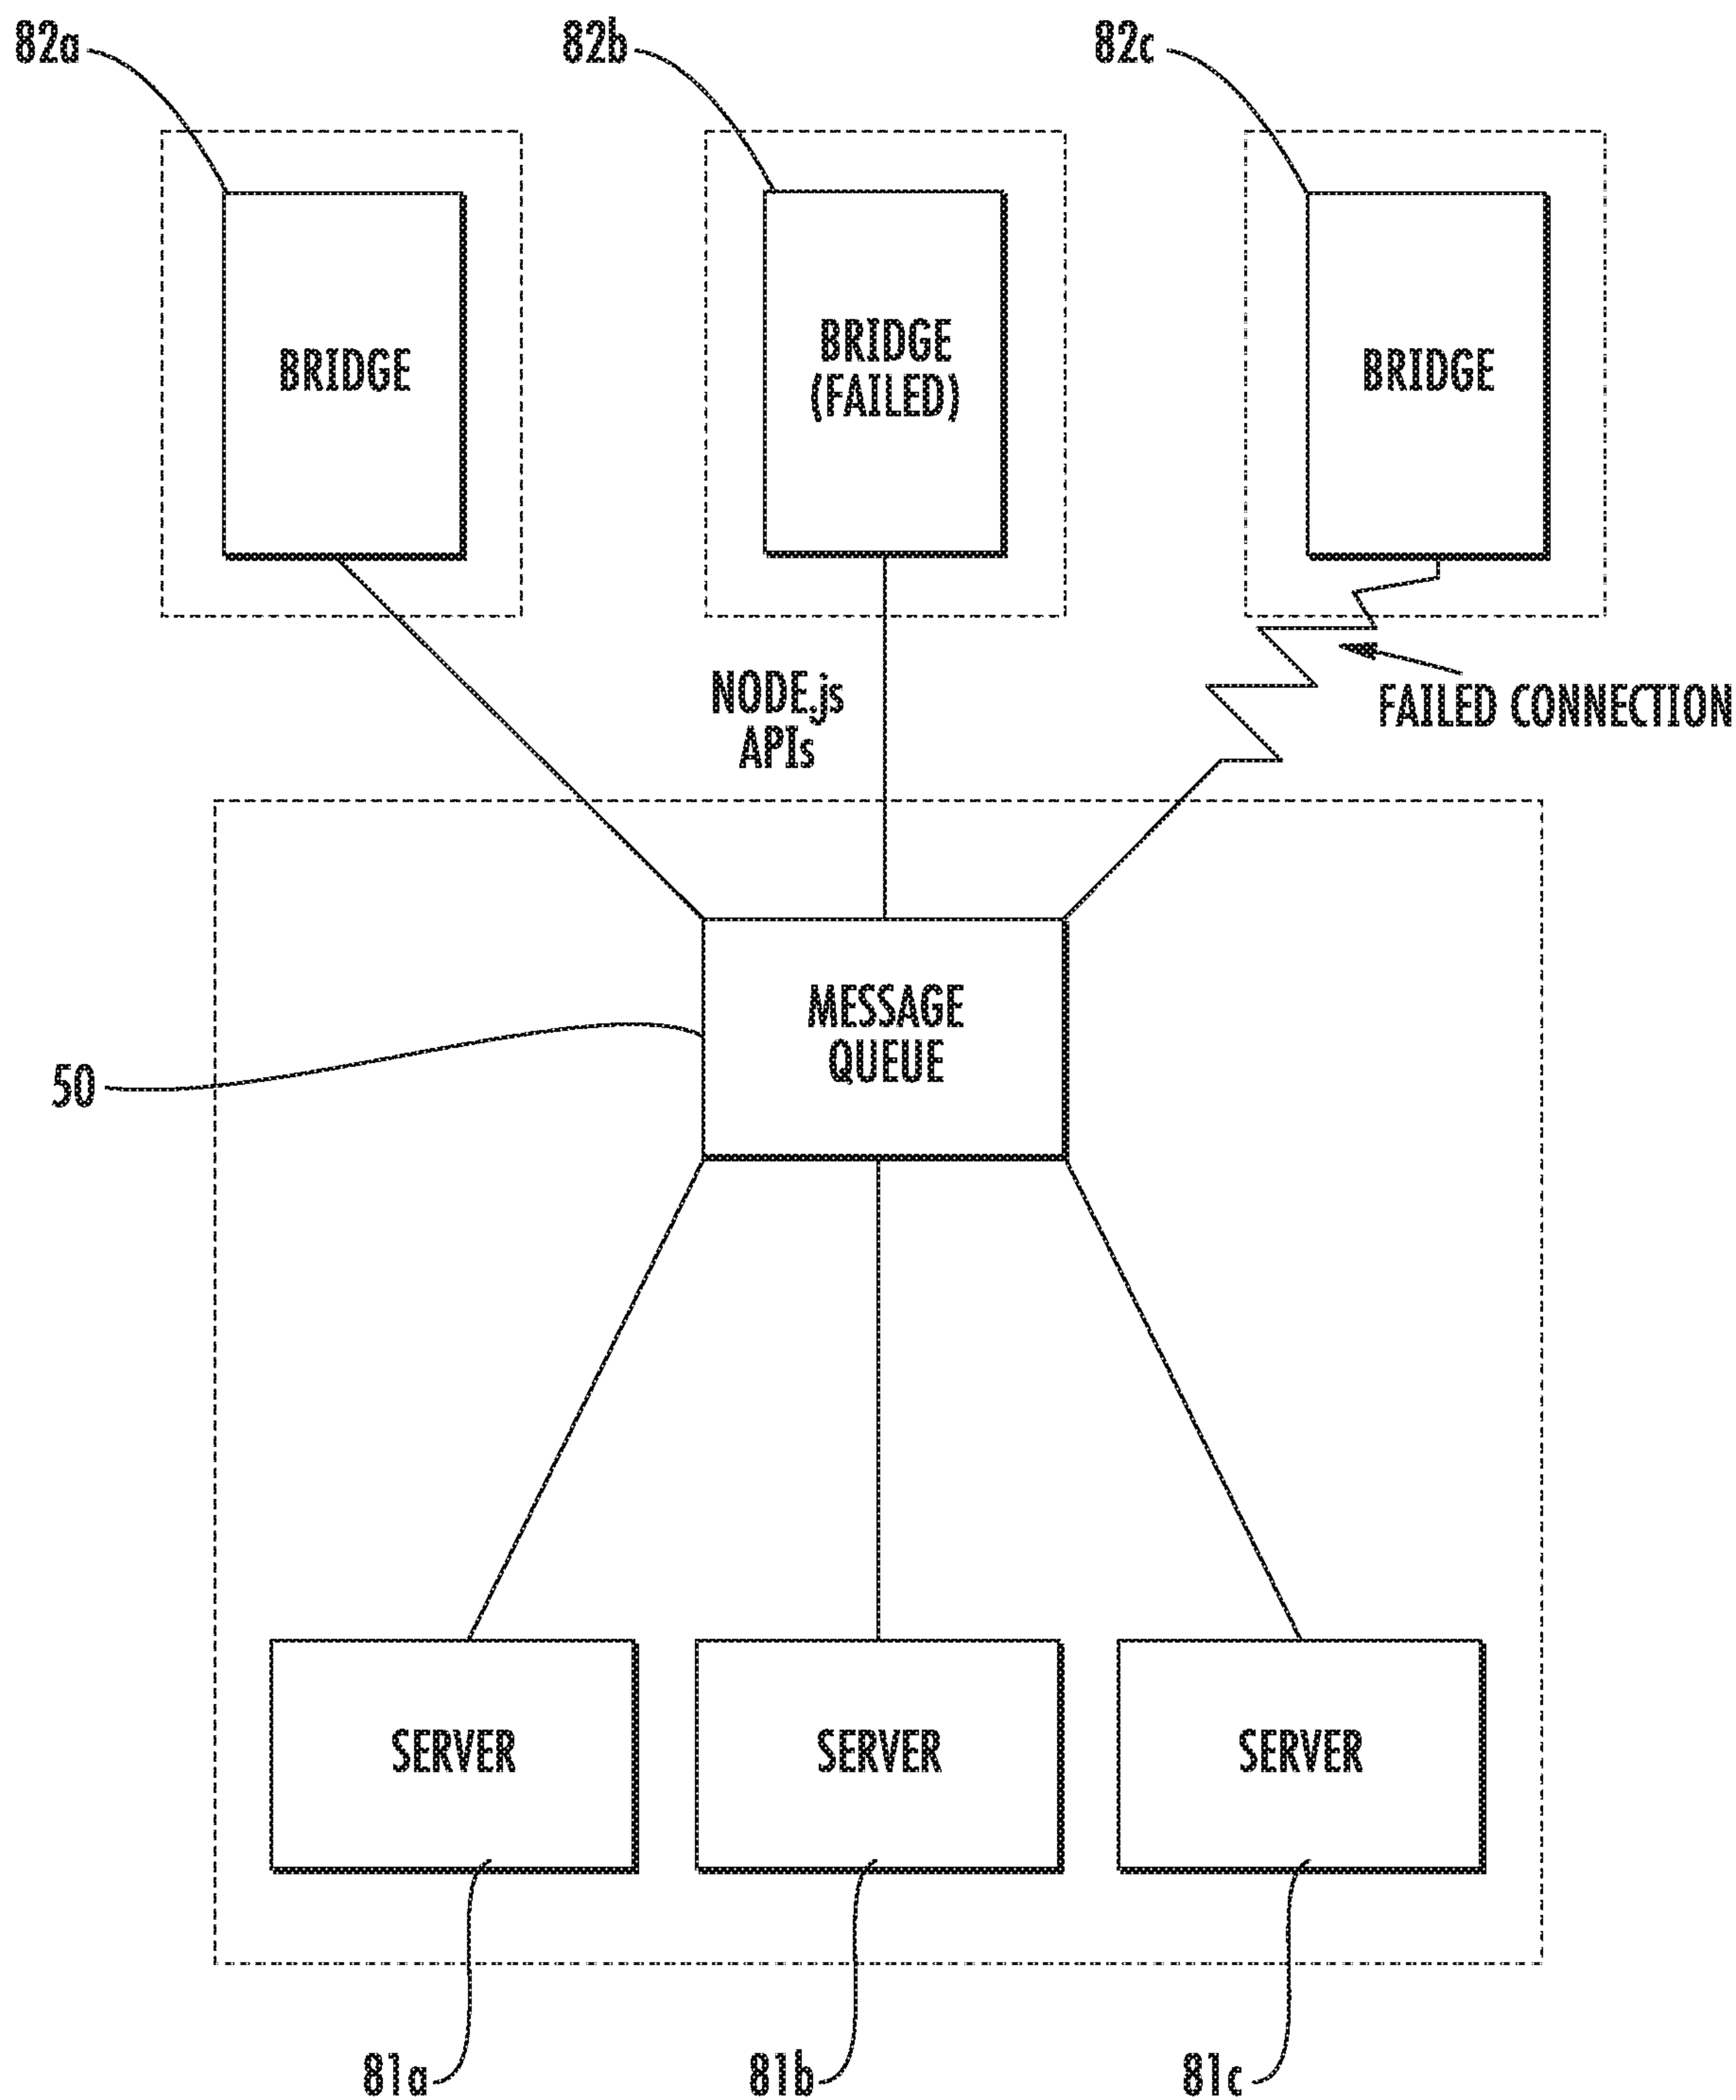 82a
82b
82c
BRIDGE
BRIDGE
(FAILED)
BRIDGE
NODE.js
APIs
FAILED CONNECTION
MESSAGE
QUEUE
50
SERVER
SERVER
SERVER
81a
81b
81c